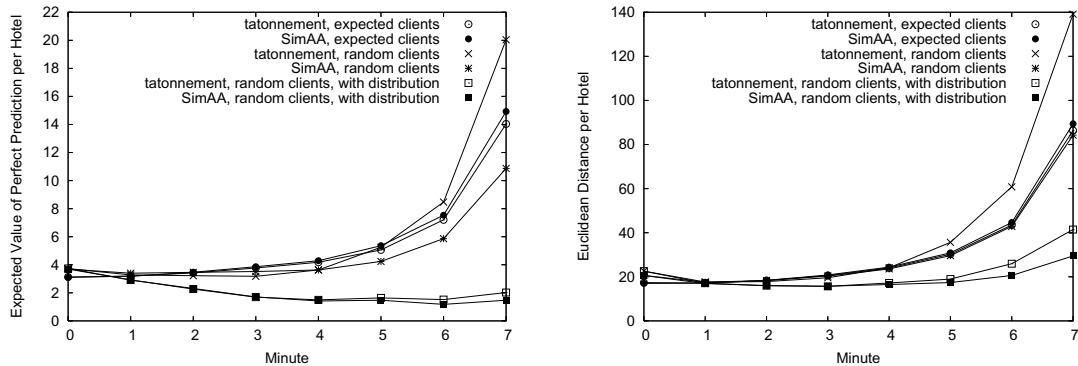 22
20
18
16
14
12
10
8
6
4
2
0
Expected Value of Perfect Prediction per Hotel
tatonnement, expected clients
SimAA, expected clients
tatonnement, random clients
SimAA, random clients
tatonnement, random clients, with distribution
SimAA, random clients, with distribution
0 1 2 3 4 5 6 7
Minute
140
120
100
80
60
40
20
0
Euclidean Distance per Hotel
tatonnement, expected clients
SimAA, expected clients
tatonnement, random clients
SimAA, random clients
tatonnement, random clients, with distribution
SimAA, random clients, with distribution
0 1 2 3 4 5 6 7
Minute